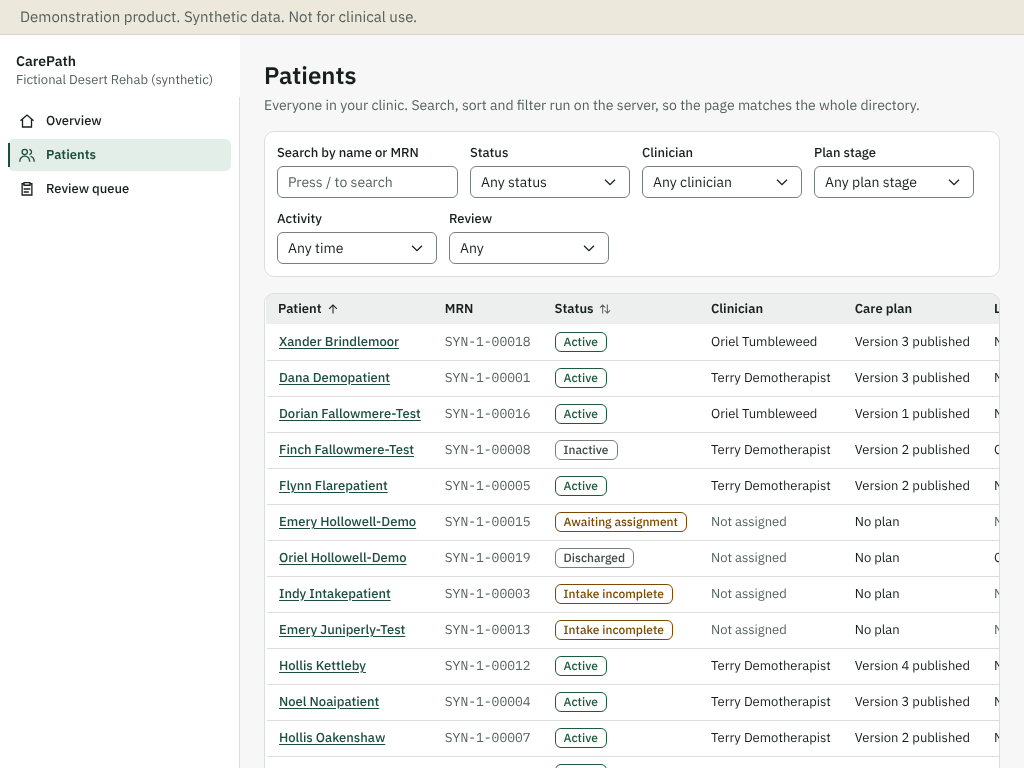 Demonstration product. Synthetic data. Not for clinical use.
CarePath
Fictional Desert Rehab (synthetic)
Overview
Patients
Review queue
Patients
Everyone in your clinic. Search, sort and filter run on the server, so the page matches the whole directory.
Search by name or MRN Status Clinician Plan stage
Press / to search Any status Any clinician Any plan stage
Activity Review
Any time Any
Patient MRN Status Clinician Care plan
Xander Brindlemoor SYN-1-00018 Active Oriel Tumbleweed Version 3 published
Dana Demopatient SYN-1-00001 Active Terry Demotherapist Version 3 published
Dorian Fallowmere-Test SYN-1-00016 Active Oriel Tumbleweed Version 1 published
Finch Fallowmere-Test SYN-1-00008 Inactive Terry Demotherapist Version 2 published
Flynn Flarepatient SYN-1-00005 Active Terry Demotherapist Version 2 published
Emery Hollowell-Demo SYN-1-00015 Awaiting assignment Not assigned No plan
Oriel Hollowell-Demo SYN-1-00019 Discharged Not assigned No plan
Indy Intakepatient SYN-1-00003 Intake incomplete Not assigned No plan
Emery Juniperly-Test SYN-1-00013 Intake incomplete Not assigned No plan
Hollis Kettleby SYN-1-00012 Active Terry Demotherapist Version 4 published
Noel Noaipatient SYN-1-00004 Active Terry Demotherapist Version 3 published
Hollis Oakenshaw SYN-1-00007 Active Terry Demotherapist Version 2 published